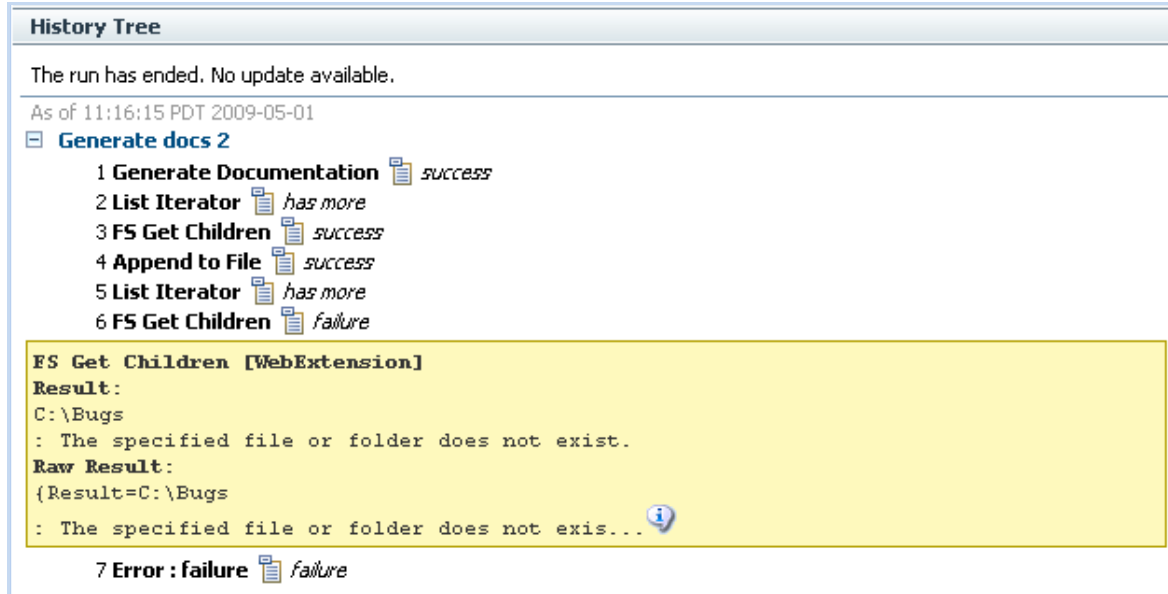 History Tree
The run has ended. No update available.
As of 11:16:15 PDT 2009-05-01
Generate docs 2
1 Generate Documentation success
2 List Iterator has more
3 FS Get Children success
4 Append to File success
5 List Iterator has more
6 FS Get Children failure
FS Get Children [WebExtension]
Result:
C:\Bugs
: The specified file or folder does not exist.
Raw Result:
{Result=C:\Bugs
: The specified file or folder does not exis...
7 Error : failure failure